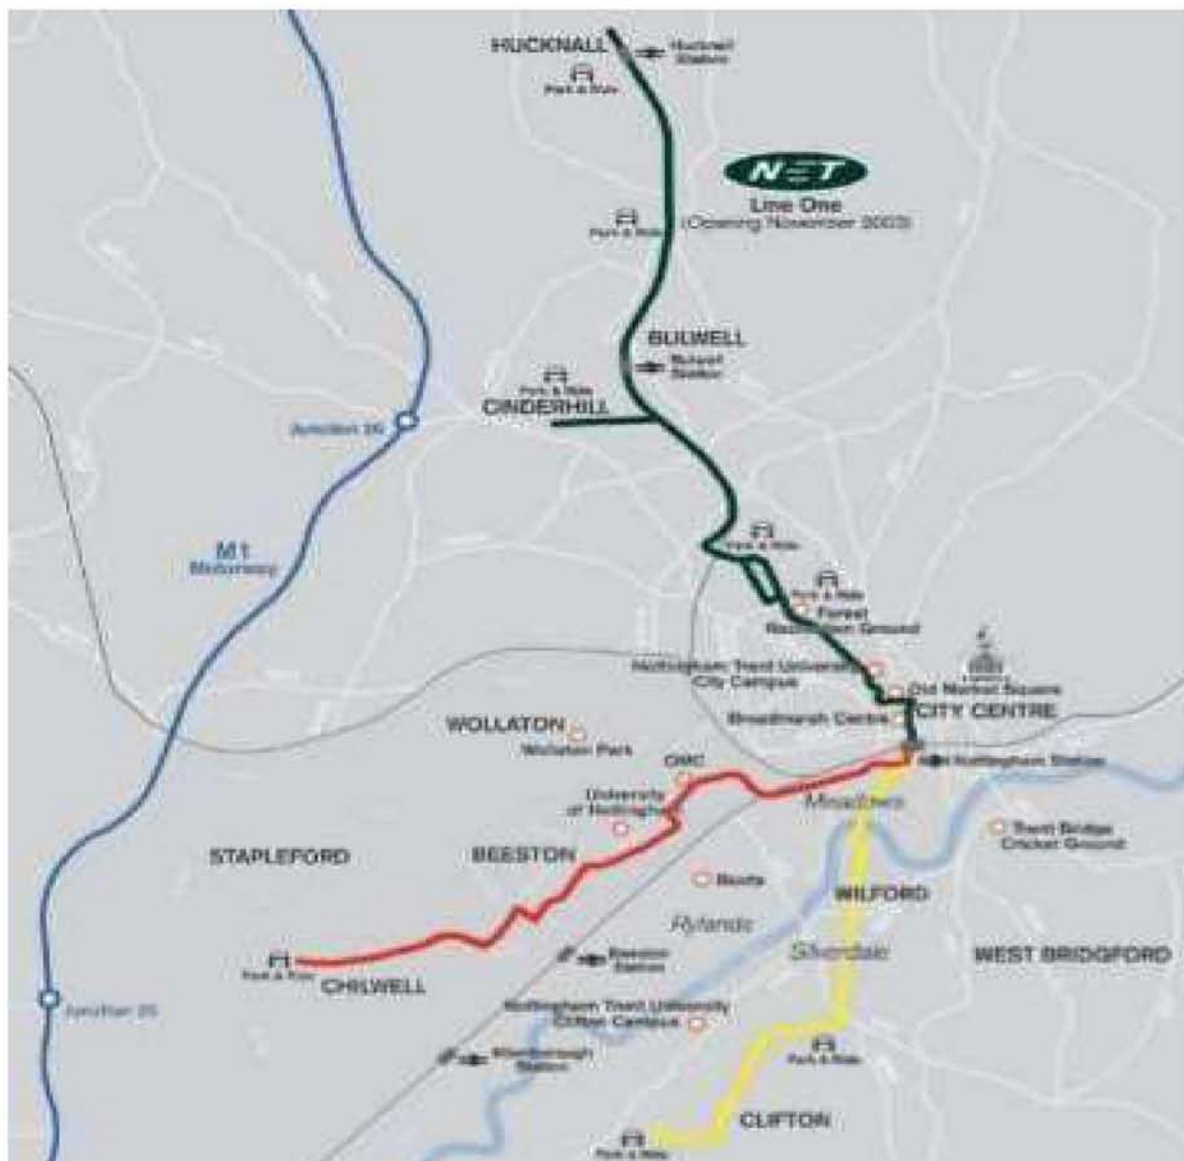 HUCKNALL
Hucknall
Station
Park & Ride
NET
Line One
(Opening November 2003)
Park & Ride
BULWELL
Bulwell
Station
Park & Ride
CINDERHILL
Junction 26
M1
Motorway
Park & Ride
Park & Ride
Forest
Recreation Ground
Nottingham Trent University
City Campus
Old Market Square
CITY CENTRE
Broadmarsh Centre
WOLLATON
Wollaton Park
QMC
Nottingham Station
University
of Nottingham
Meadows
Trent Bridge
Cricket Ground
STAPLEFORD
BEESTON
Boots
WILFORD
Rylands
Silverdale
WEST BRIDGFORD
Beeston
Station
Park & Ride
CHILWELL
Junction 25
Nottingham Trent University
Clifton Campus
Attenborough
Station
Park & Ride
CLIFTON
Park & Ride